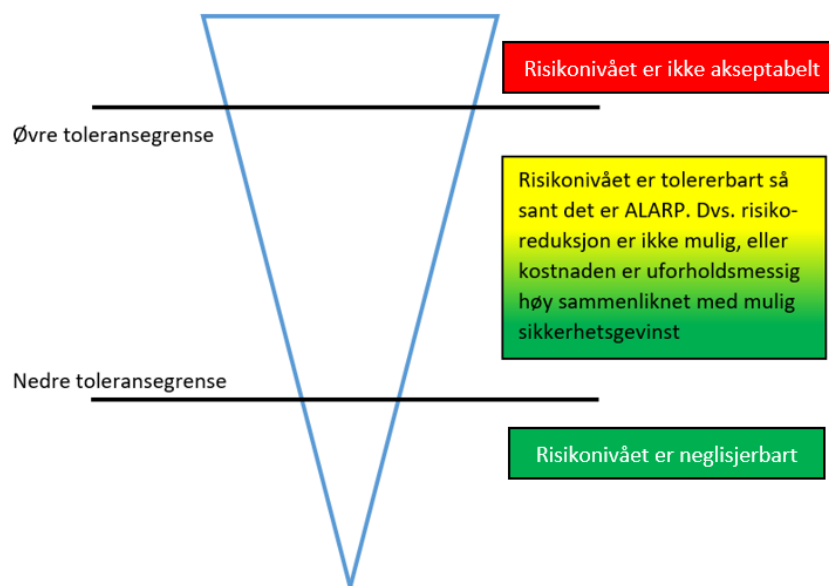 Risikonivået er ikke akseptabelt
Øvre toleransegrense
Risikonivået er tolererbart så
sant det er ALARP. Dvs. risiko-
reduksjon er ikke mulig, eller
kostnaden er uforholdsmessig
høy sammenliknet med mulig
sikkerhetsgevinst
Nedre toleransegrense
Risikonivået er neglisjerbart